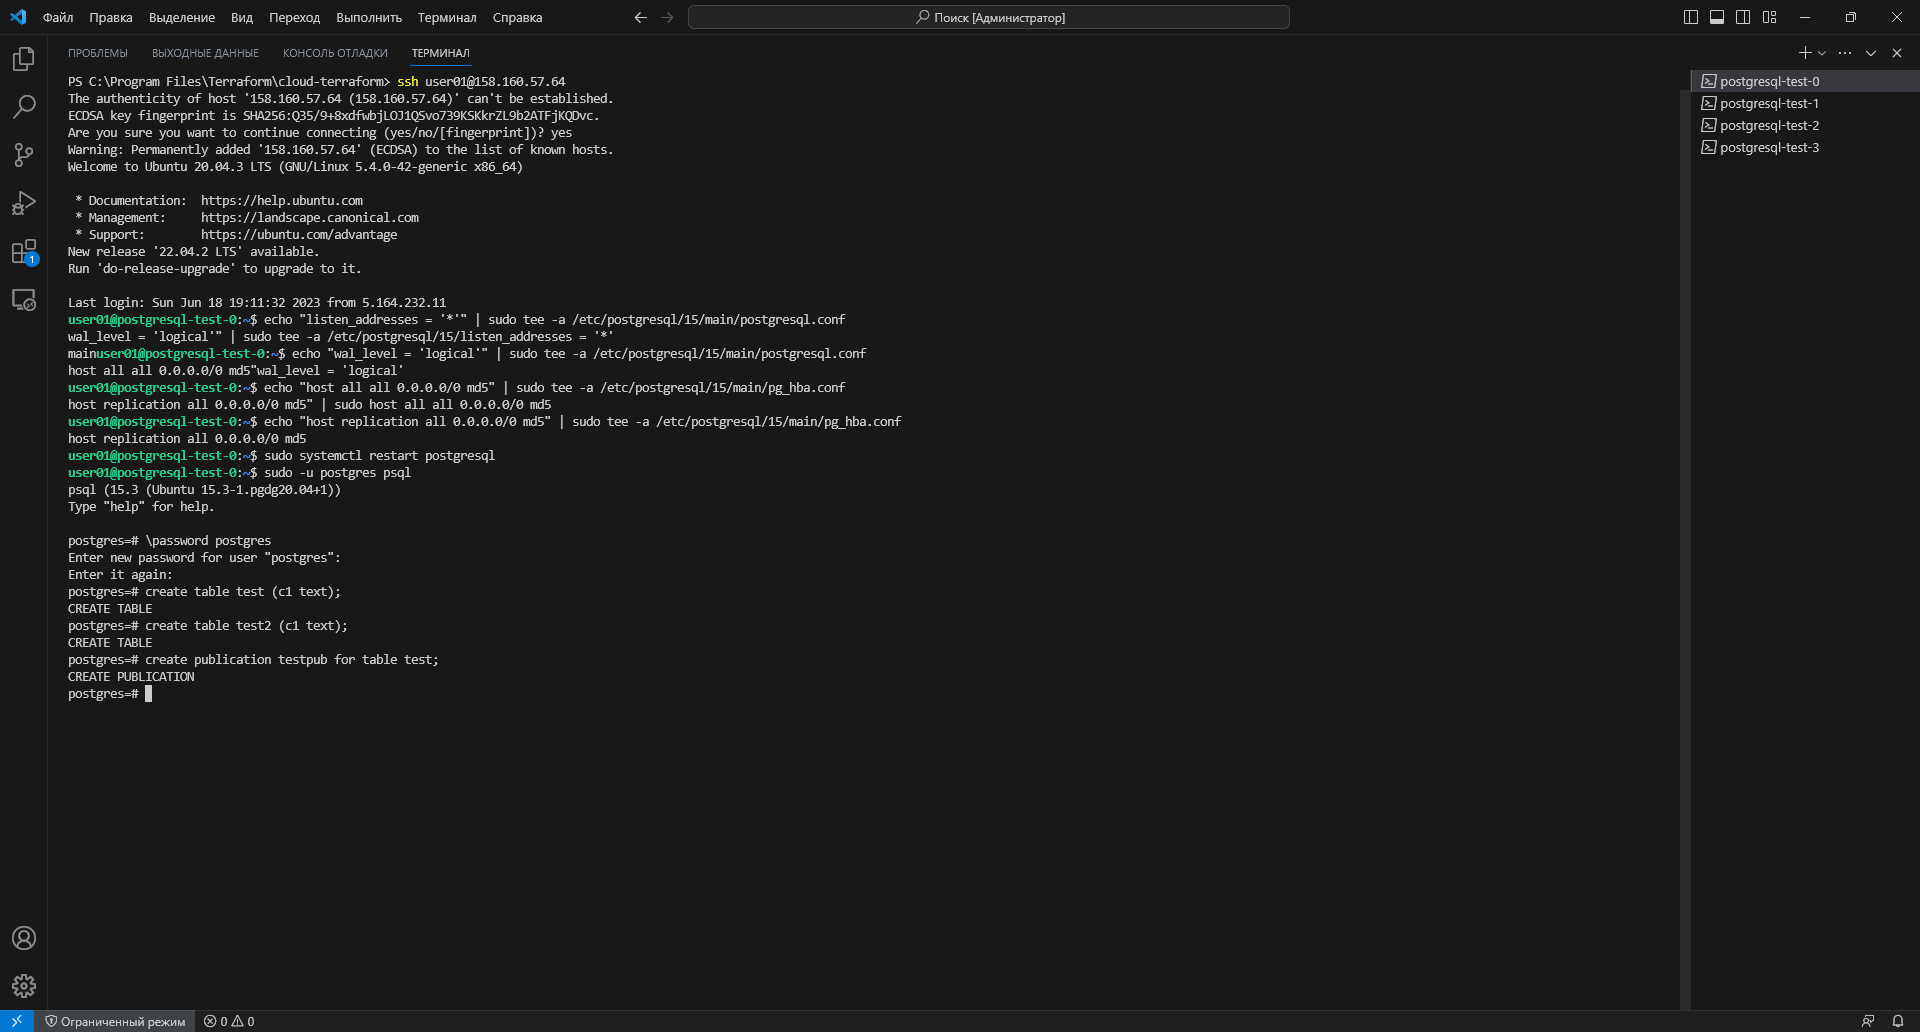 Файл Правка Выделение Вид Переход Выполнить Терминал Справка Поиск [Администратор]
ПРОБЛЕМЫ ВЫХОДНЫЕ ДАННЫЕ КОНСОЛЬ ОТЛАДКИ ТЕРМИНАЛ
PS C:\Program Files\Terraform\cloud-terraform> ssh user01@158.160.57.64
The authenticity of host '158.160.57.64 (158.160.57.64)' can't be established.
ECDSA key fingerprint is SHA256:Q35/9+8xdfwbjLOJ1QSvo739KSKkrZL9b2ATFjKQDvc.
Are you sure you want to continue connecting (yes/no/[fingerprint])? yes
Warning: Permanently added '158.160.57.64' (ECDSA) to the list of known hosts.
Welcome to Ubuntu 20.04.3 LTS (GNU/Linux 5.4.0-42-generic x86_64)
* Documentation:  https://help.ubuntu.com
* Management:     https://landscape.canonical.com
* Support:        https://ubuntu.com/advantage
New release '22.04.2 LTS' available.
Run 'do-release-upgrade' to upgrade to it.
Last login: Sun Jun 18 19:11:32 2023 from 5.164.232.11
user01@postgresql-test-0:~$ echo "listen_addresses = '*'" | sudo tee -a /etc/postgresql/15/main/postgresql.conf
wal_level = 'logical'" | sudo tee -a /etc/postgresql/15/listen_addresses = '*'
mainuser01@postgresql-test-0:~$ echo "wal_level = 'logical'" | sudo tee -a /etc/postgresql/15/main/postgresql.conf
host all all 0.0.0.0/0 md5"wal_level = 'logical'
user01@postgresql-test-0:~$ echo "host all all 0.0.0.0/0 md5" | sudo tee -a /etc/postgresql/15/main/pg_hba.conf
host replication all 0.0.0.0/0 md5" | sudo host all all 0.0.0.0/0 md5
user01@postgresql-test-0:~$ echo "host replication all 0.0.0.0/0 md5" | sudo tee -a /etc/postgresql/15/main/pg_hba.conf
host replication all 0.0.0.0/0 md5
user01@postgresql-test-0:~$ sudo systemctl restart postgresql
user01@postgresql-test-0:~$ sudo -u postgres psql
psql (15.3 (Ubuntu 15.3-1.pgdg20.04+1))
Type "help" for help.
postgres=# \password postgres
Enter new password for user "postgres":
Enter it again:
postgres=# create table test (c1 text);
CREATE TABLE
postgres=# create table test2 (c1 text);
CREATE TABLE
postgres=# create publication testpub for table test;
CREATE PUBLICATION
postgres=#
postgresql-test-0
postgresql-test-1
postgresql-test-2
postgresql-test-3
1
Ограниченный режим 0 0